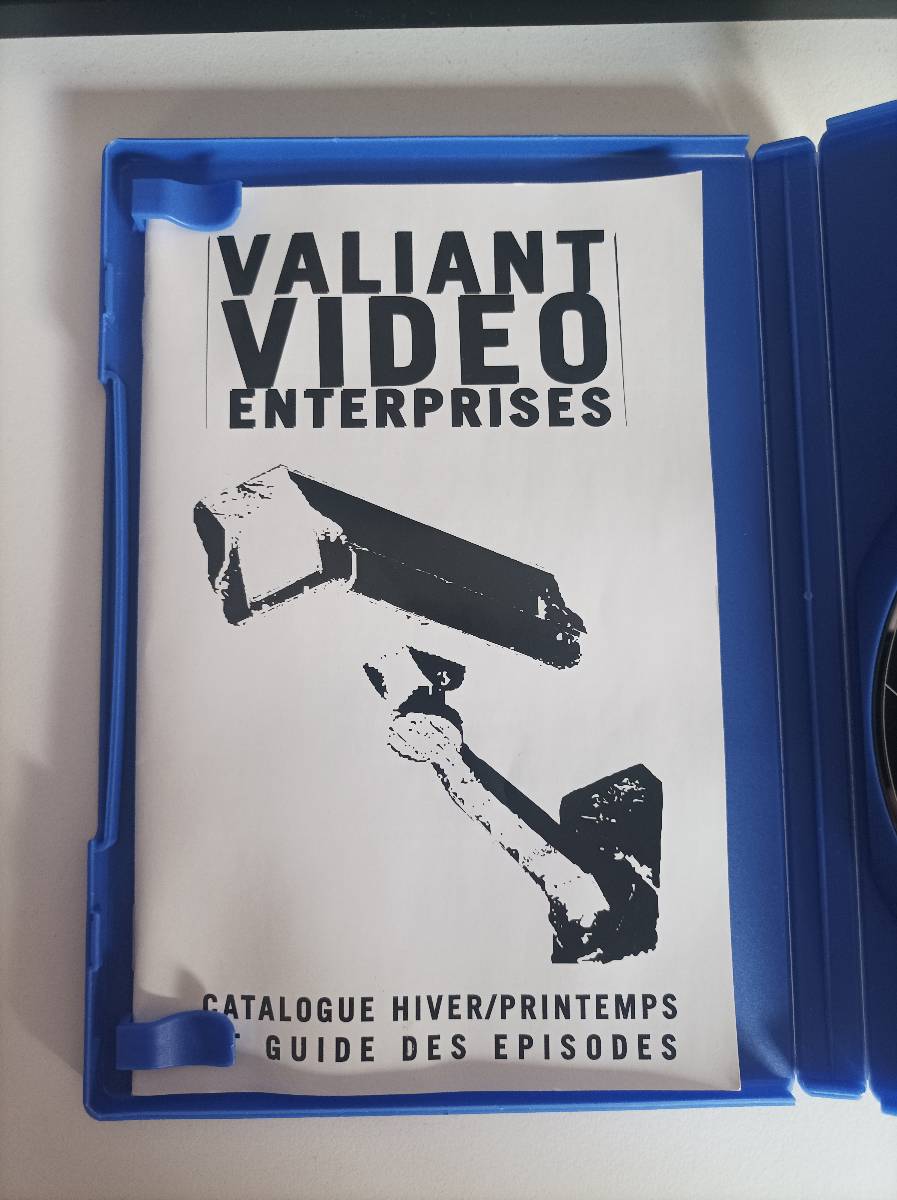 VALIANT
VIDEO
ENTERPRISES
CATALOGUE HIVER/PRINTEMPS
GUIDE DES EPISODES